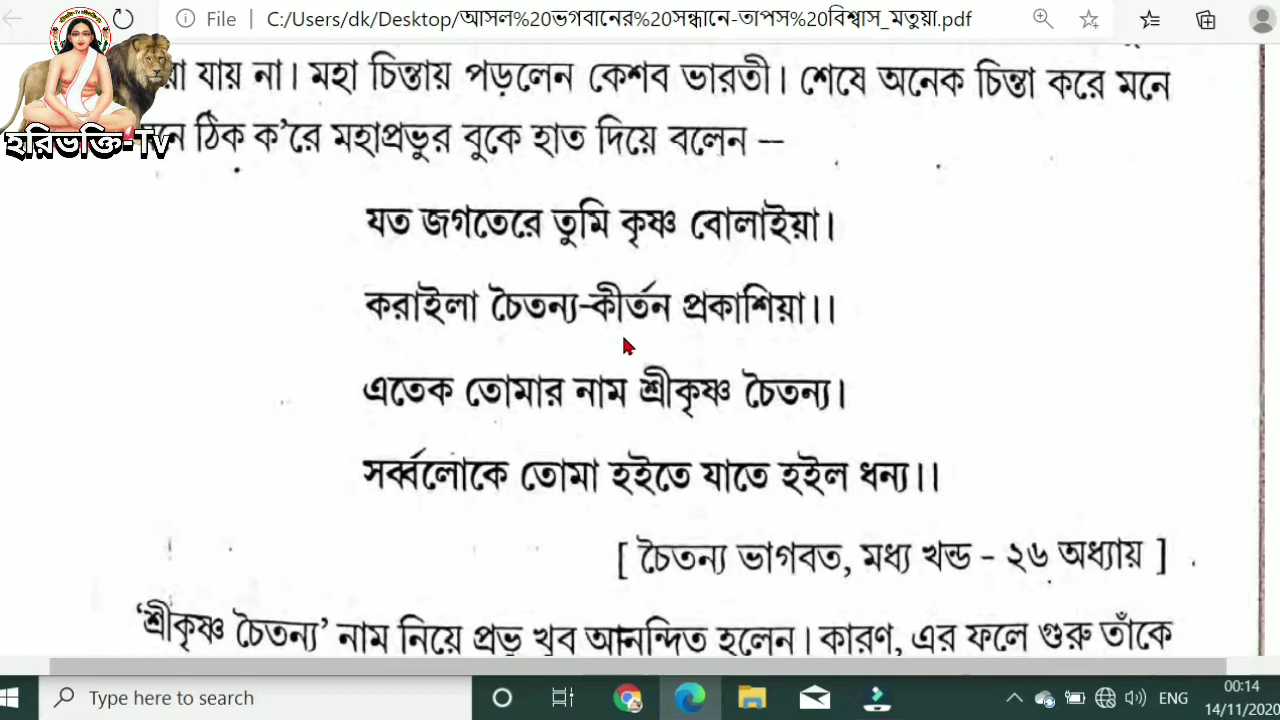 File
C:/Users/dk/Desktop/আসল%20ভগবানের%20সন্ধানে-তাপস%20বিশ্বাস_মতুয়া.pdf
যায় না। মহা চিন্তায় পড়লেন কেশব ভারতী। শেষে অনেক চিন্তা করে মনে
ঠিক ক'রে মহাপ্রভুর বুকে হাত দিয়ে বলেন —
হরিভক্তি-Tv
যত জগতেরে তুমি কৃষ্ণ বোলাইয়া।
করাইলা চৈতন্য-কীর্তন প্রকাশিয়া।।
এতেক তোমার নাম শ্রীকৃষ্ণ চৈতন্য।
সর্ব্বলোকে তোমা হইতে যাতে হইল ধন্য।।
[ চৈতন্য ভাগবত, মধ্য খন্ড - ২৬ অধ্যায় ]
‘শ্রীকৃষ্ণ চৈতন্য’ নাম নিয়ে প্রভু খুব আনন্দিত হলেন। কারণ, এর ফলে গুরু তাঁকে
Type here to search
ENG
00:14
14/11/2020